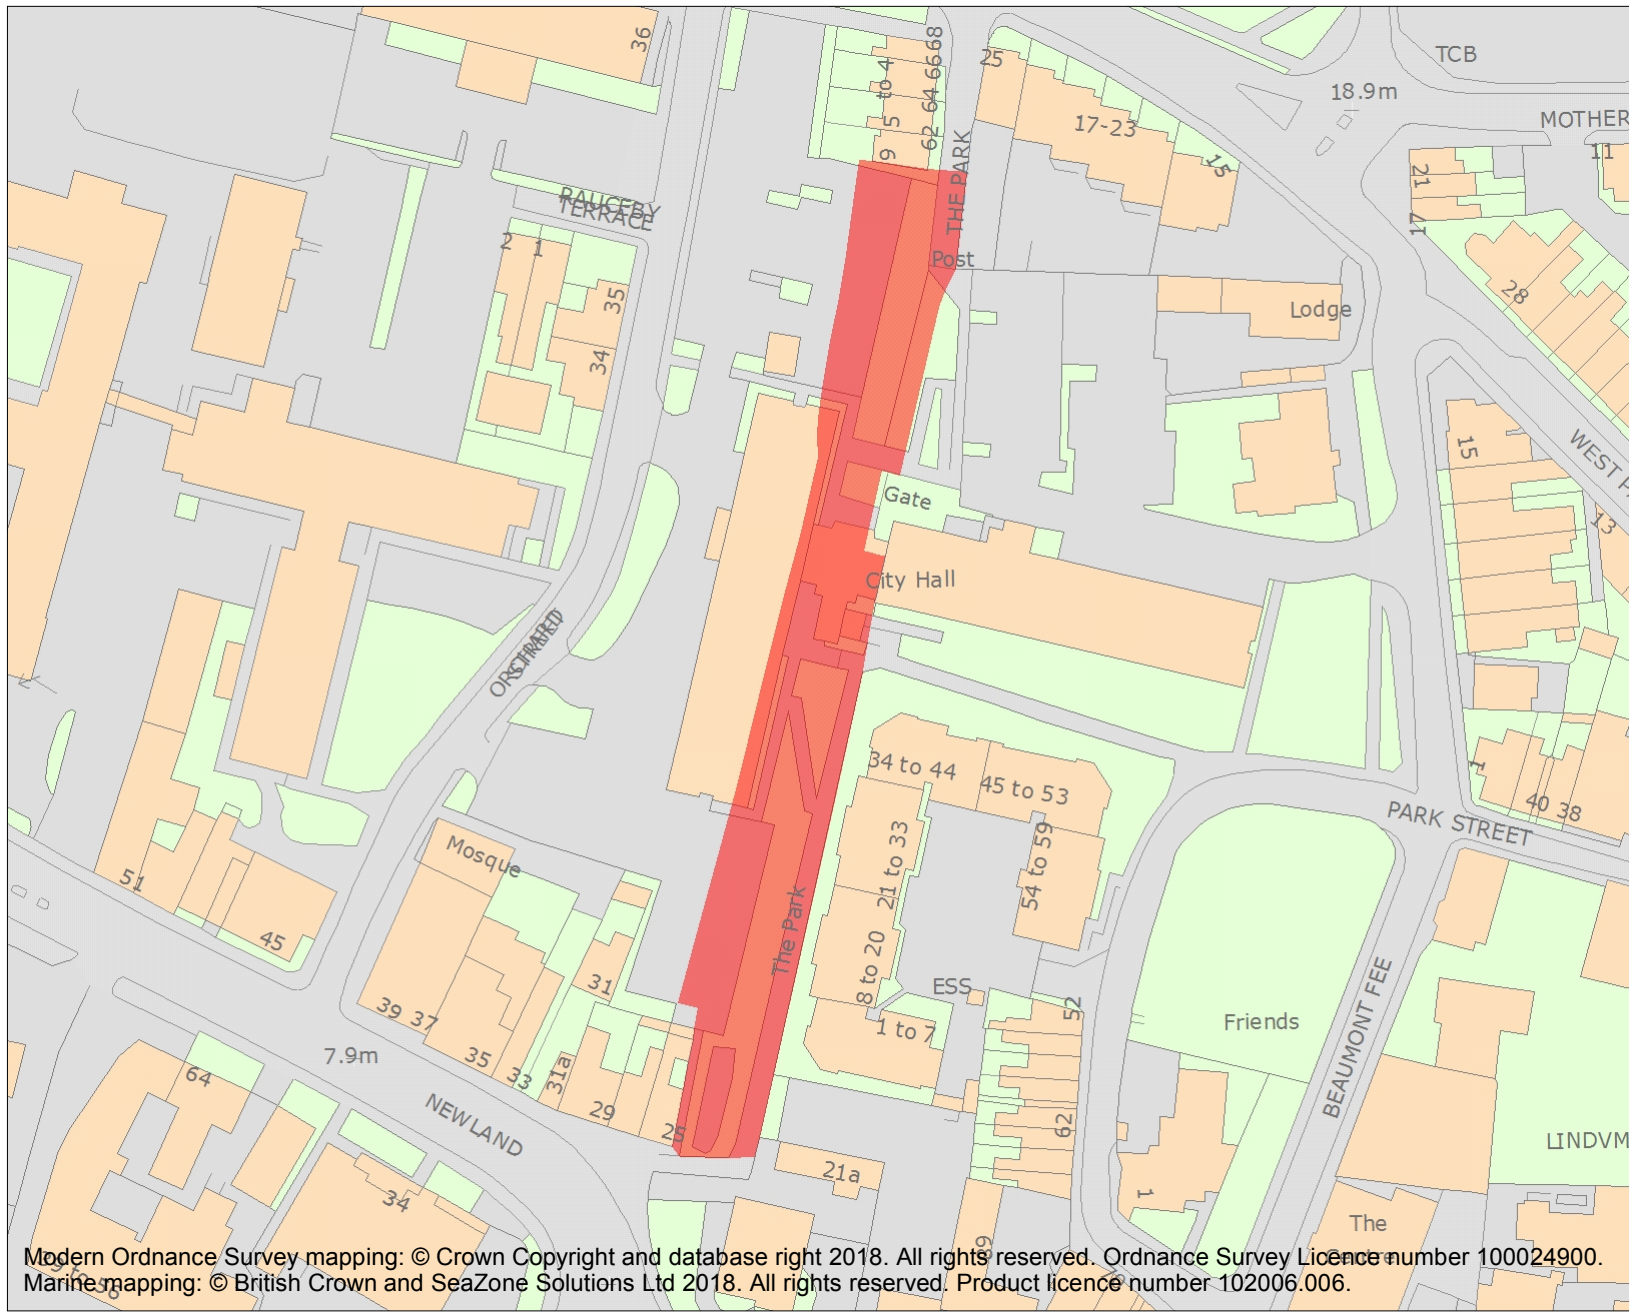 36
68
66
64
62
5 to 4
9
25
17-23
15
THE PARK
TCB
18.9m
MOTHER
11
21
17
28
RAUCEBY
TERRACE
2
1
35
34
Post
Lodge
15
WEST P
13
Gate
City Hall
ORCHARD
STREET
34 to 44
45 to 53
1
40 38
PARK STREET
Mosque
21 to 33
54 to 59
51
45
The Park
8 to 20
ESS
31
39 37
1 to 7
52
Friends
BEAUMONT FEE
7.9m
35
33
31a
29
64
NEWLAND
62
LINDVM
21a
34
1
The
Centre
69
Modern Ordnance Survey mapping: © Crown Copyright and database right 2018. All rights reserved. Ordnance Survey Licence number 100024900.
Marine mapping: © British Crown and SeaZone Solutions Ltd 2018. All rights reserved. Product licence number 102006.006.